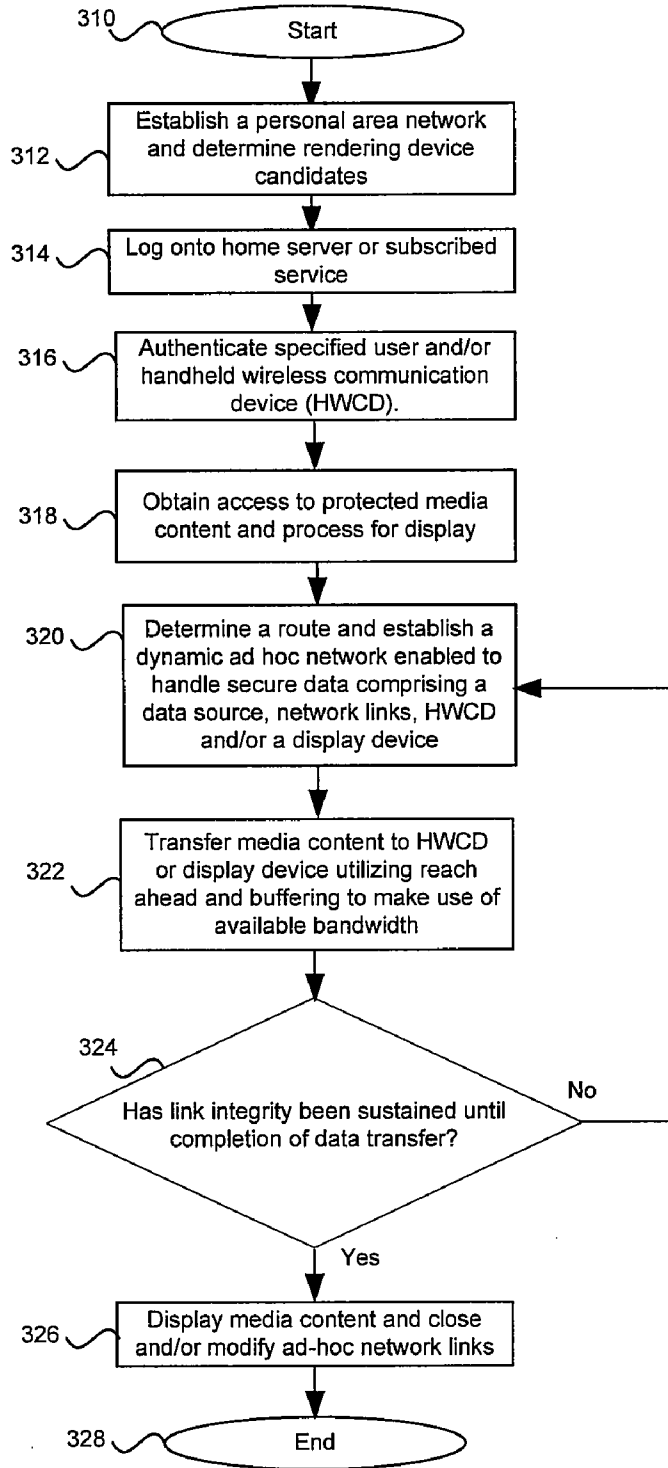 310
Start
312
Establish a personal area network
and determine rendering device
candidates
314
Log onto home server or subscribed
service
316
Authenticate specified user and/or
handheld wireless communication
device (HWCD).
318
Obtain access to protected media
content and process for display
320
Determine a route and establish a
dynamic ad hoc network enabled to
handle secure data comprising a
data source, network links, HWCD
and/or a display device
322
Transfer media content to HWCD
or display device utilizing reach
ahead and buffering to make use of
available bandwidth
324
No
Has link integrity been sustained until
completion of data transfer?
Yes
326
Display media content and close
and/or modify ad-hoc network links
328
End